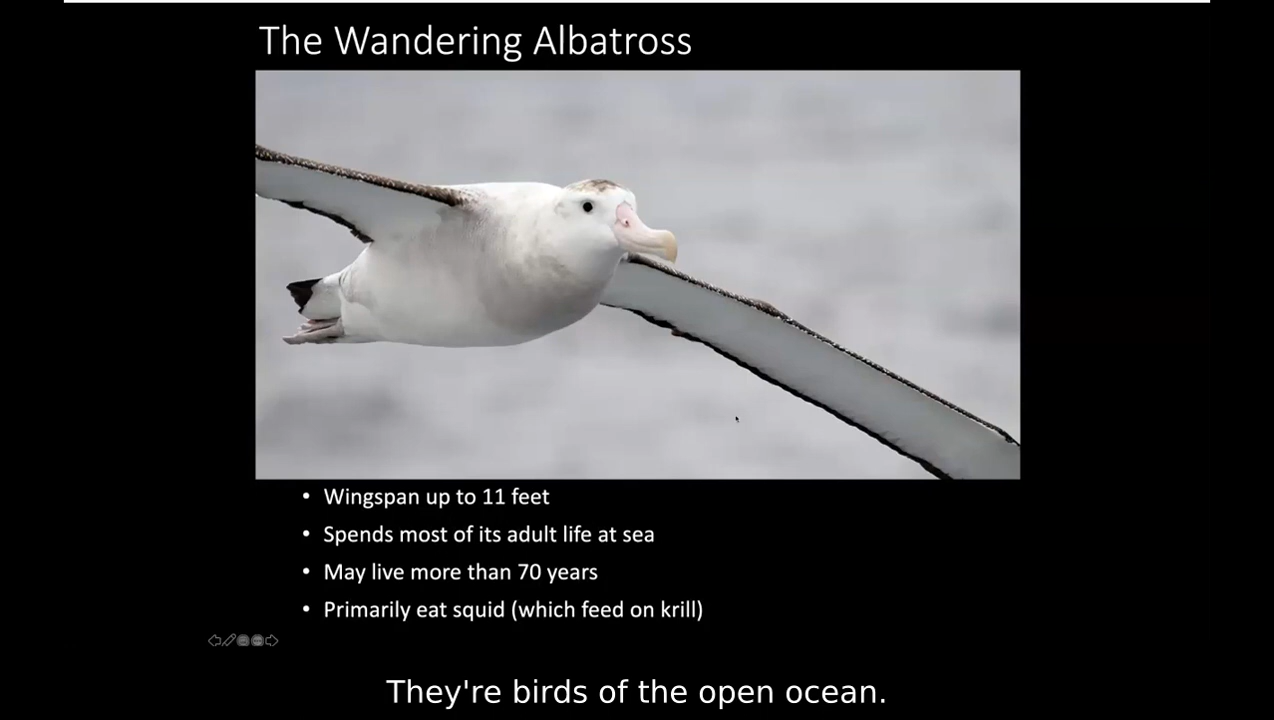 The Wandering Albatross
• Wingspan up to 11 feet
• Spends most of its adult life at sea
• May live more than 70 years
• Primarily eat squid (which feed on krill)
They're birds of the open ocean.